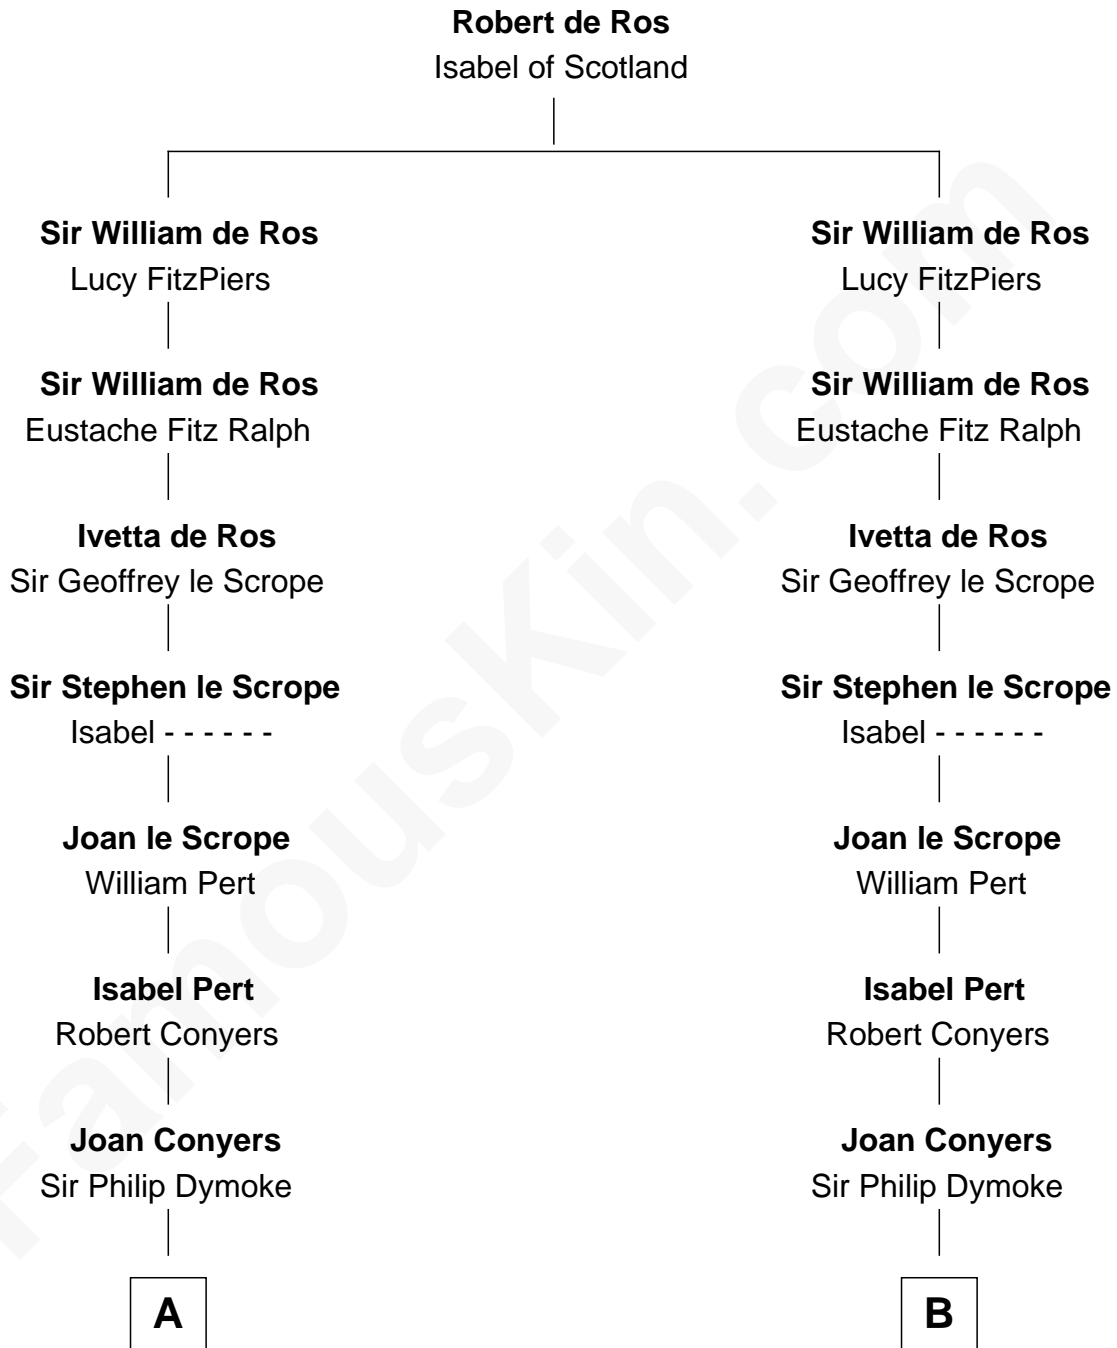 Robert de Ros
Isabel of Scotland
Sir William de Ros
Lucy FitzPiers
Sir William de Ros
Eustache Fitz Ralph
Ivetta de Ros
Sir Geoffrey le Scrope
Sir Stephen le Scrope
Isabel - - - - - -
Joan le Scrope
William Pert
Isabel Pert
Robert Conyers
Joan Conyers
Sir Philip Dymoke
A
Sir William de Ros
Lucy FitzPiers
Sir William de Ros
Eustache Fitz Ralph
Ivetta de Ros
Sir Geoffrey le Scrope
Sir Stephen le Scrope
Isabel - - - - - -
Joan le Scrope
William Pert
Isabel Pert
Robert Conyers
Joan Conyers
Sir Philip Dymoke
B
FamousKin.com